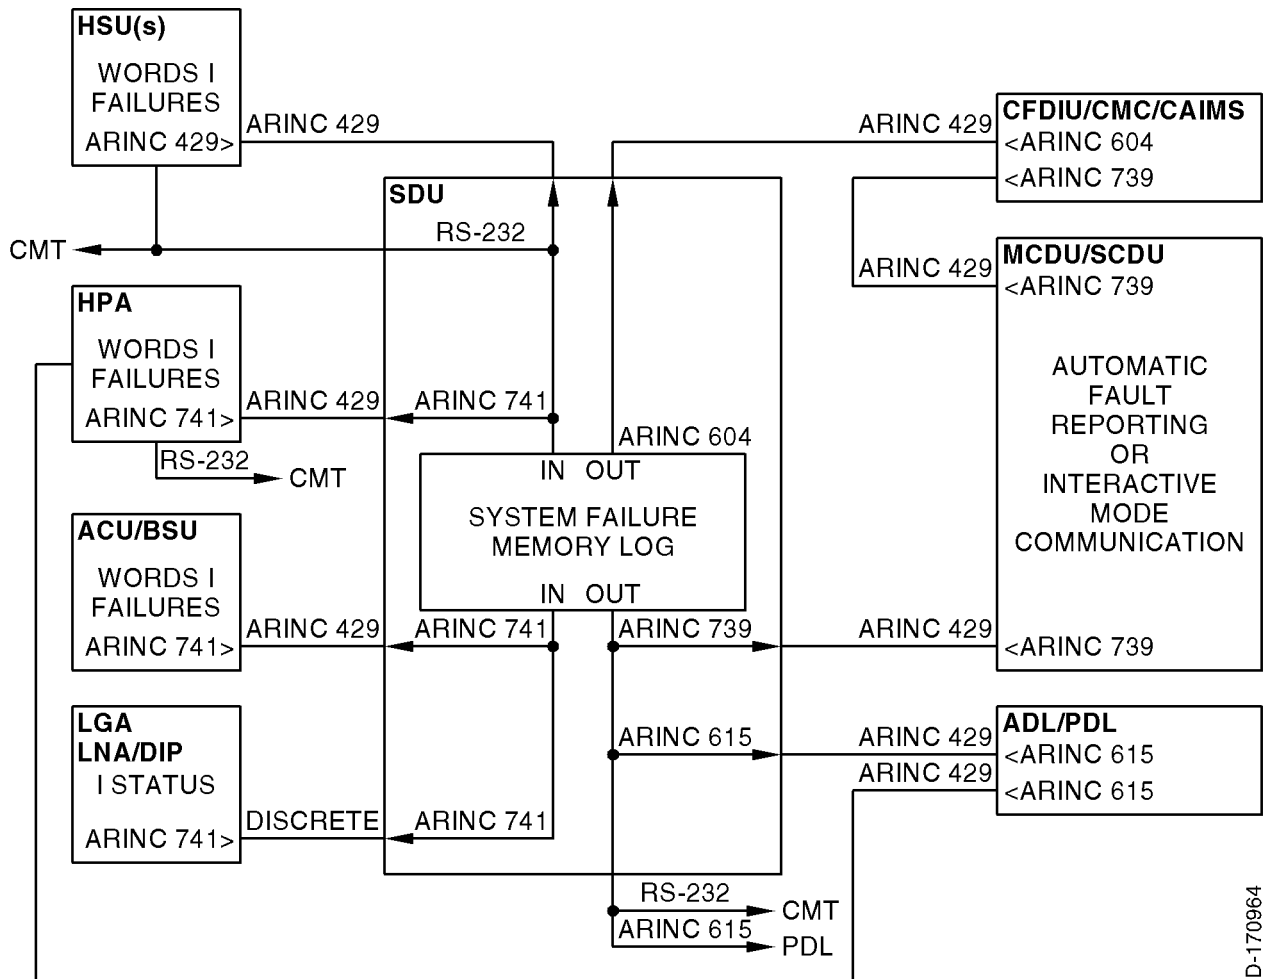 HSU(s)
WORDS I
FAILURES
ARINC 429>
ARINC 429
CMT
RS-232
SDU
HPA
WORDS I
FAILURES
ARINC 741>
ARINC 429
ARINC 741
RS-232
CMT
ACU/BSU
WORDS I
FAILURES
ARINC 741>
ARINC 429
ARINC 741
LGA
LNA/DIP
I STATUS
ARINC 741>
DISCRETE
ARINC 741
ARINC 604
IN OUT
SYSTEM FAILURE
MEMORY LOG
IN OUT
ARINC 739
ARINC 615
RS-232
CMT
ARINC 615
PDL
ARINC 429
CFDIU/CMC/CAIMS
<ARINC 604
<ARINC 739
ARINC 429
MCDU/SCDU
<ARINC 739
AUTOMATIC
FAULT
REPORTING
OR
INTERACTIVE
MODE
COMMUNICATION
ARINC 429
<ARINC 739
ADL/PDL
ARINC 429
<ARINC 615
ARINC 429
<ARINC 615
D-170964